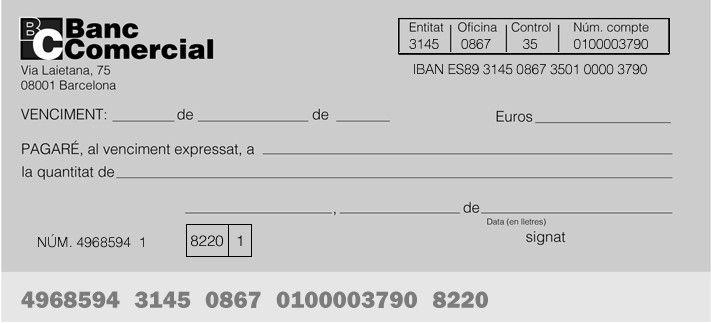 BC Banc Comercial
Via Laietana, 75
08001 Barcelona
Entitat Oficina Control Núm. compte
3145 0867 35 0100003790
IBAN ES89 3145 0867 3501 0000 3790
VENCIMENT: ________ de ______________ de ________ Euros ________________
PAGARÉ, al venciment expressat, a ________________
la quantitat de ________________
________________, ______________ de ________________
Data (en lletres)
signat
NÚM. 4968594 1 8220 1
4968594 3145 0867 0100003790 8220